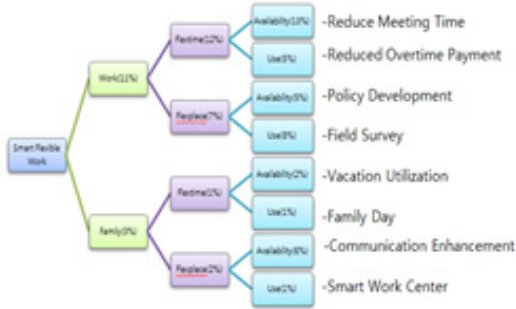 Availability(13%)
-Reduce Meeting Time
Flextime(12%)
Use(5%)
-Reduced Overtime Payment
Work(11%)
Availability(5%)
-Policy Development
Flexplace(7%)
Use(8%)
-Field Survey
Smart Flexible
Work
Availability(2%)
-Vacation Utilization
Flextime(1%)
Use(1%)
-Family Day
Family(3%)
Availability(6%)
-Communication Enhancement
Flexplace(2%)
Use(1%)
-Smart Work Center